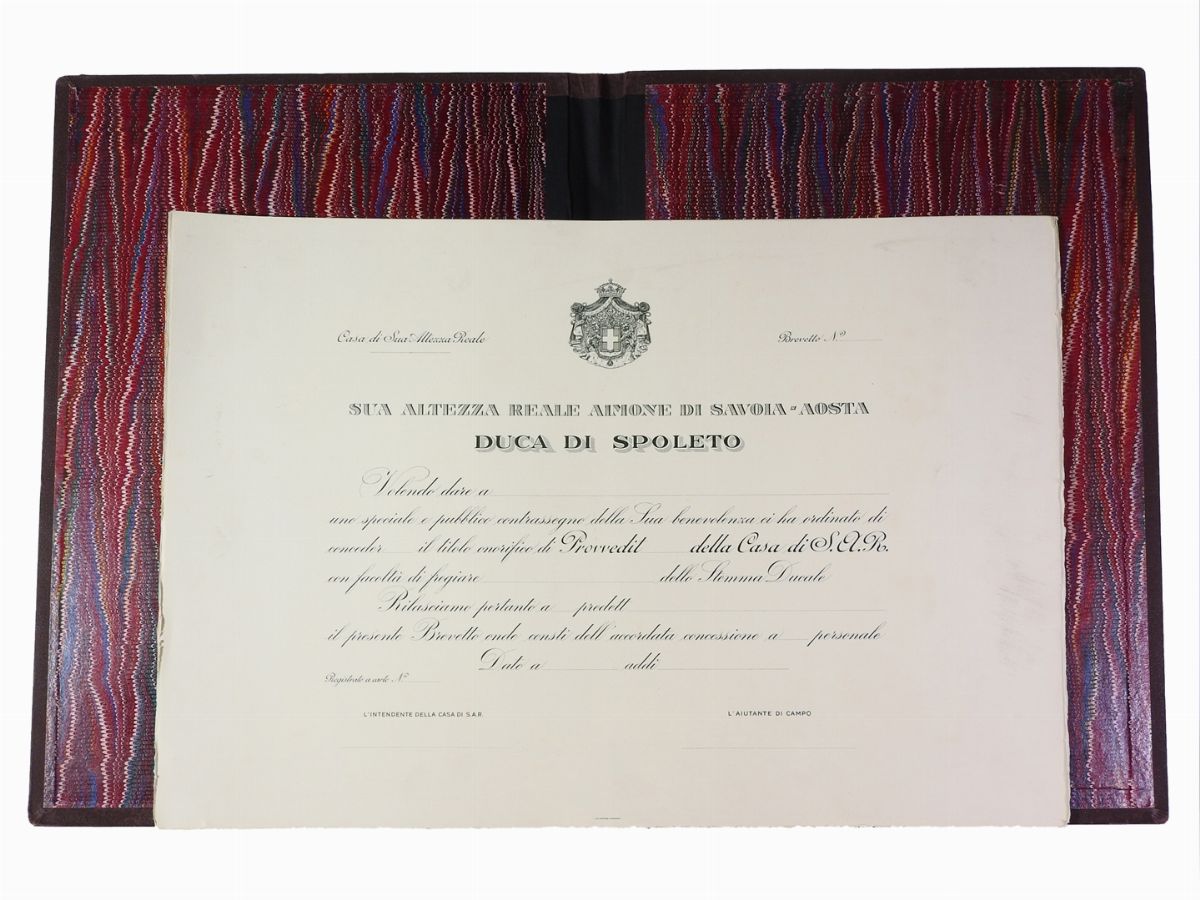 Casa di Sua Altezza Reale
Brevetto N.º
SUA ALTEZZA REALE AIMONE DI SAVOIA-AOSTA
DUCA DI SPOLETO
Volendo dare a
uno speciale e pubblico contrassegno della Sua benevolenza ci ha ordinato di
conceder il titolo onorifico di Provvedit della Casa di S.A.R.
con facoltà di fregiare dello Stemma Ducale
Rilasciamo pertanto a predett
il presente Brevetto onde consti dell'accordata concessione a personale
Dato a addì
Registrato a carte N.º
L'INTENDENTE DELLA CASA DI S.A.R.
L'AIUTANTE DI CAMPO